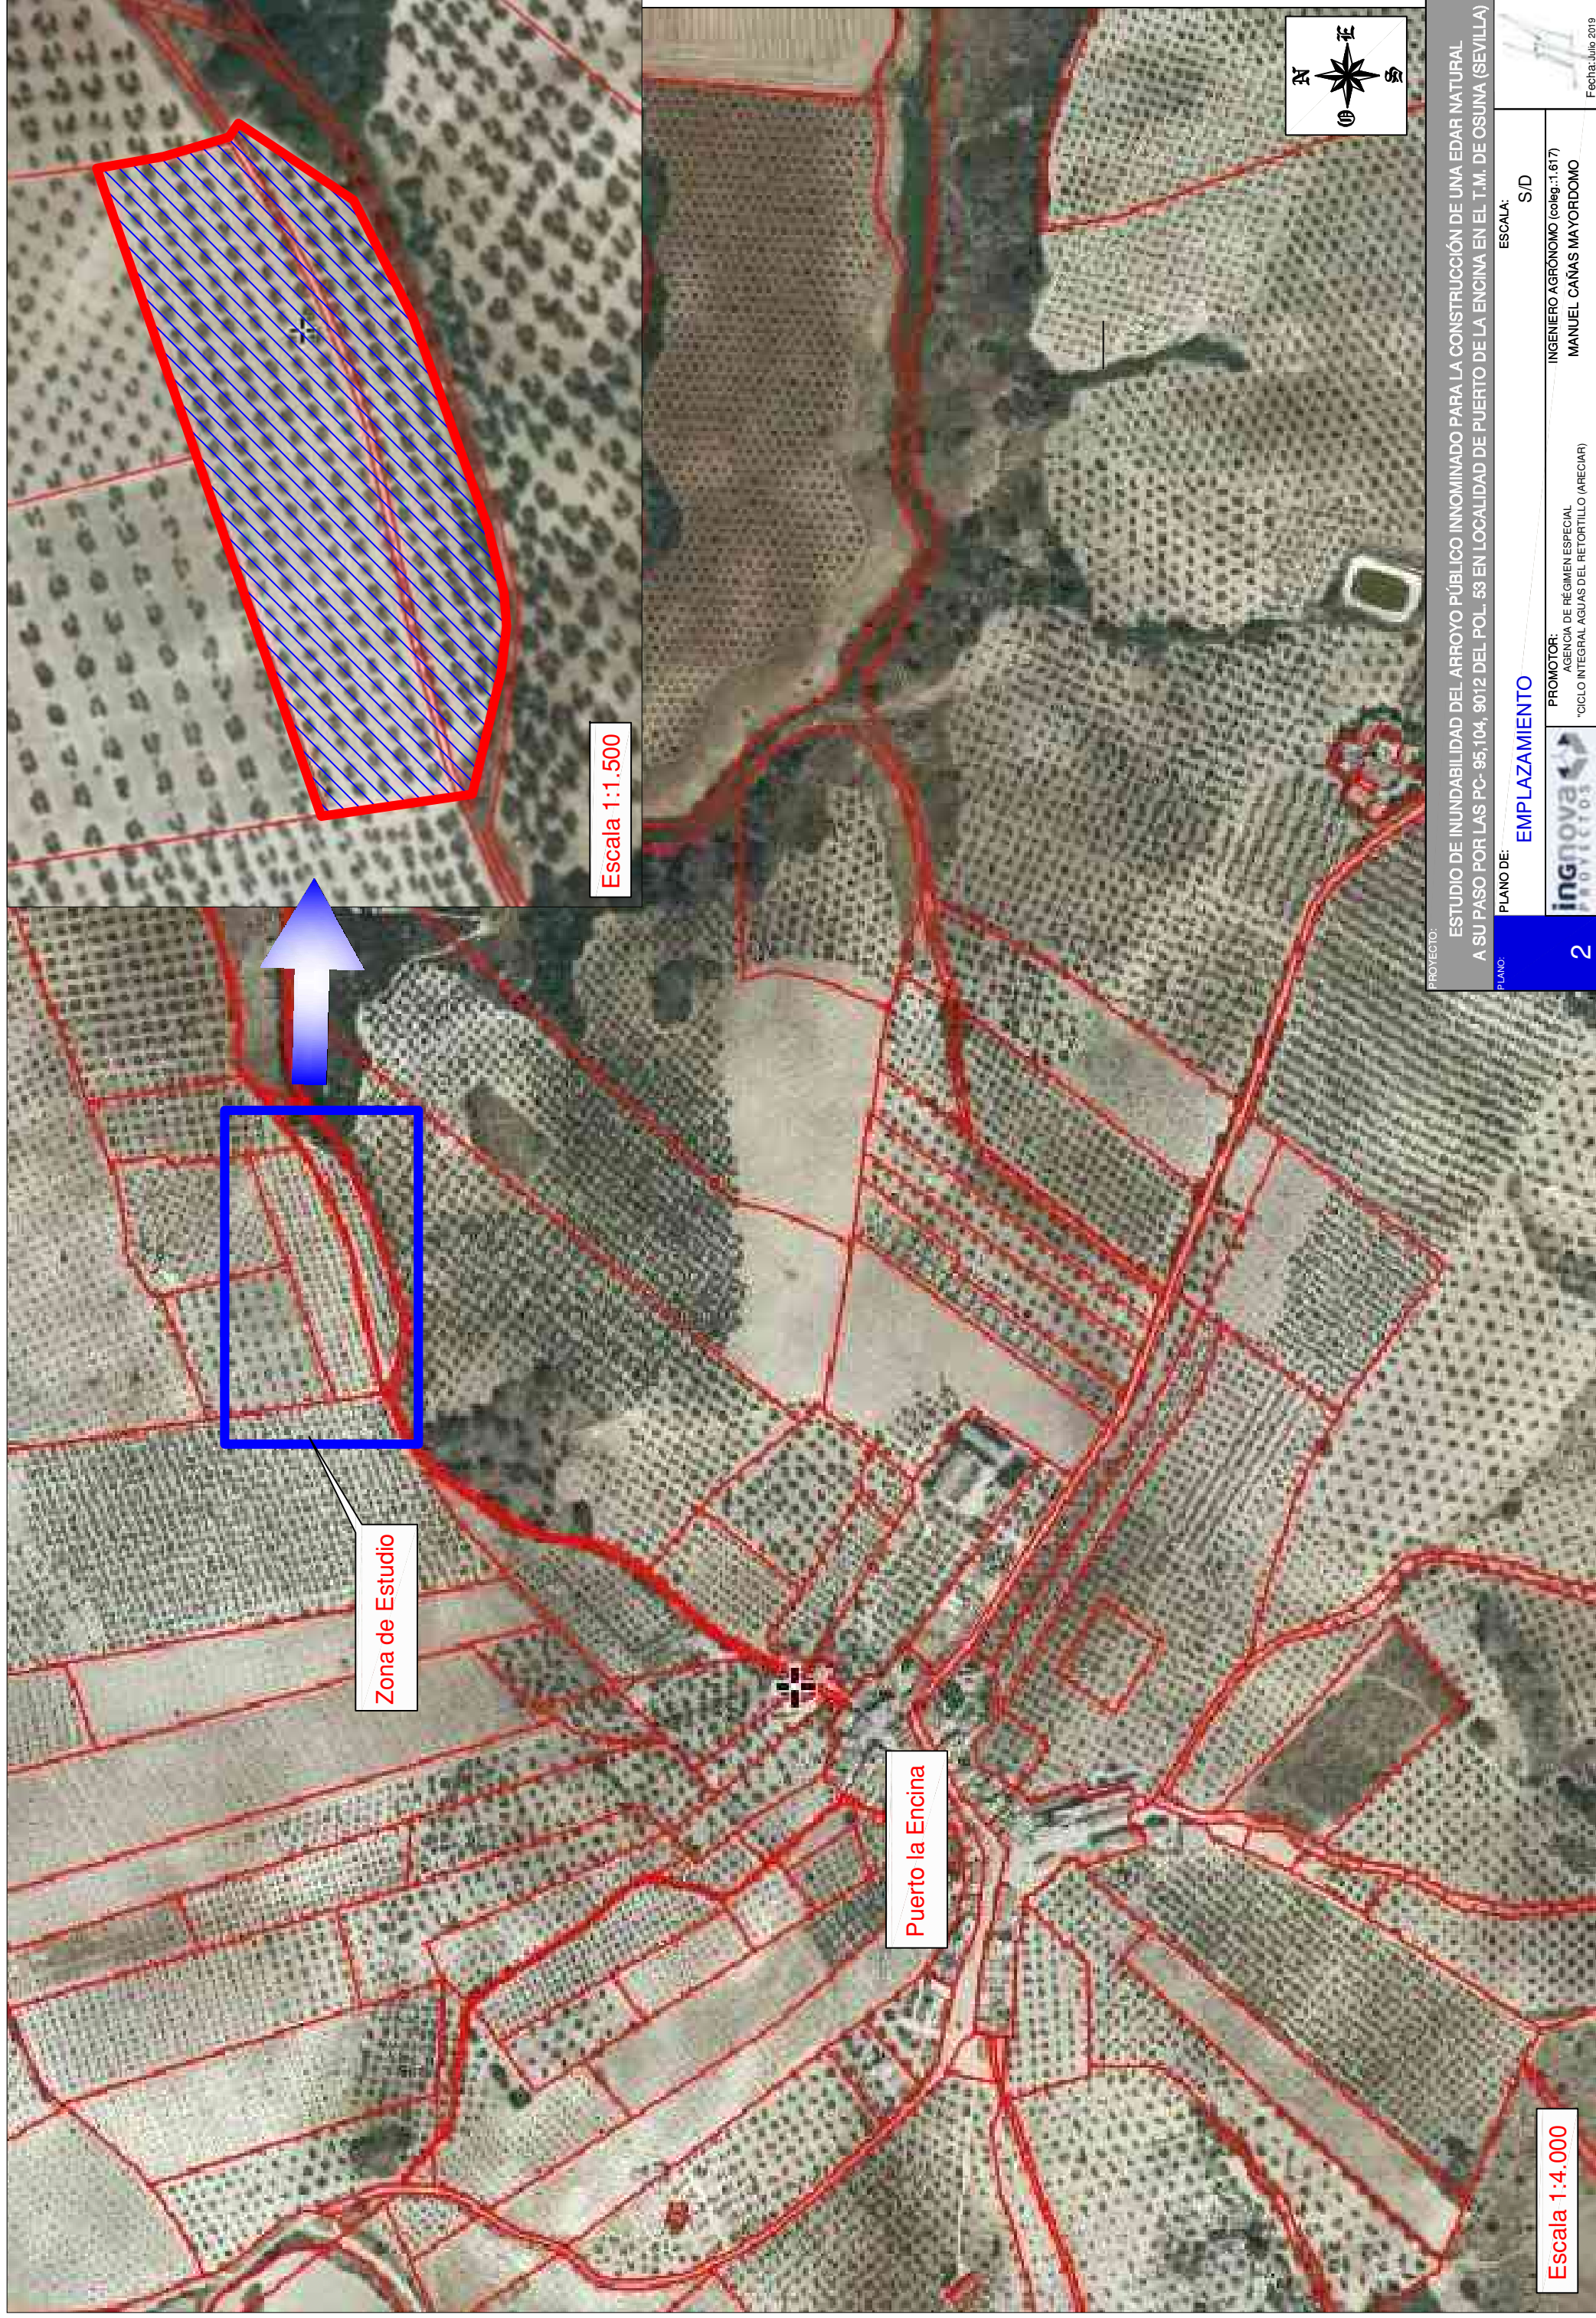 Escala 1:1.500
Zona de Estudio
Puerto la Encina
Escala 1:4.000
N
O
E
S
PROYECTO:
ESTUDIO DE INUNDABILIDAD DEL ARROYO PÚBLICO INNOMINADO PARA LA CONSTRUCCIÓN DE UNA EDAR NATURAL
A SU PASO POR LAS PC- 95,104, 9012 DEL POL. 53 EN LOCALIDAD DE PUERTO DE LA ENCINA EN EL T.M. DE OSUNA (SEVILLA)
PLANO:
2
PLANO DE:
EMPLAZAMIENTO
ESCALA:
S/D
ingnova
PROYECTOS
PROMOTOR:
AGENCIA DE RÉGIMEN ESPECIAL
"CICLO INTEGRAL AGUAS DEL RETORTILLO (ARECIAR)
INGENIERO AGRÓNOMO (coleg.:1.617)
MANUEL CAÑAS MAYORDOMO
Fecha:Julio 2019